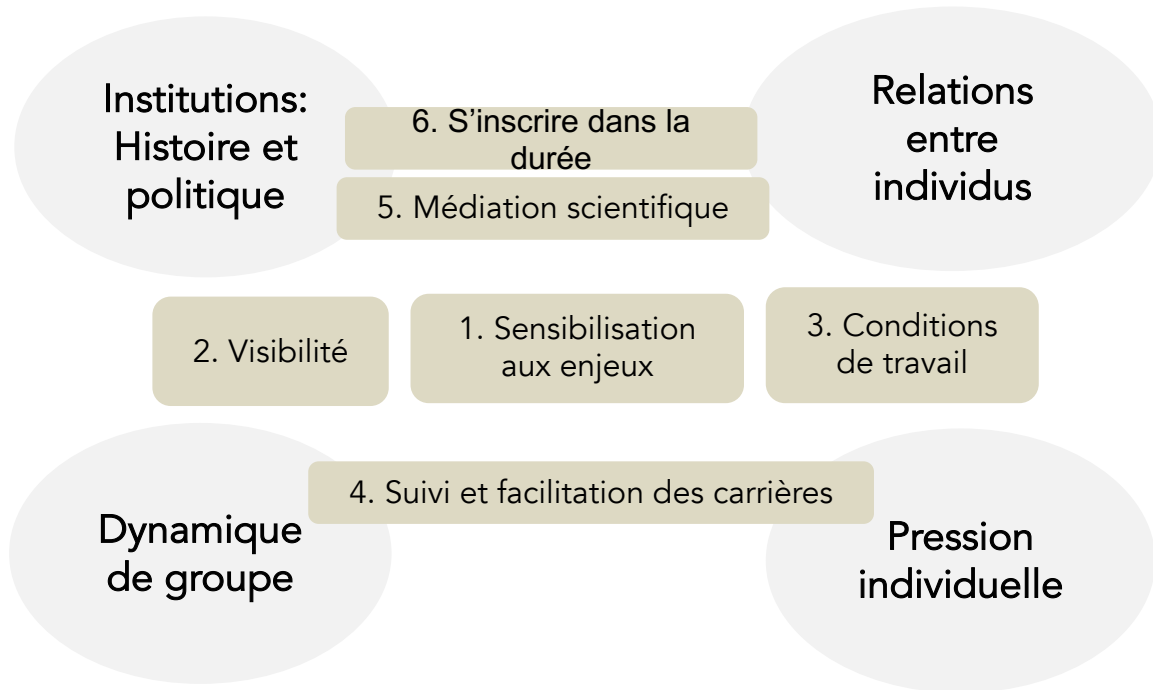 Institutions:
Histoire et
politique
Relations
entre
individus
6. S’inscrire dans la
durée
5. Médiation scientifique
2. Visibilité
1. Sensibilisation
aux enjeux
3. Conditions
de travail
4. Suivi et facilitation des carrières
Dynamique
de groupe
Pression
individuelle